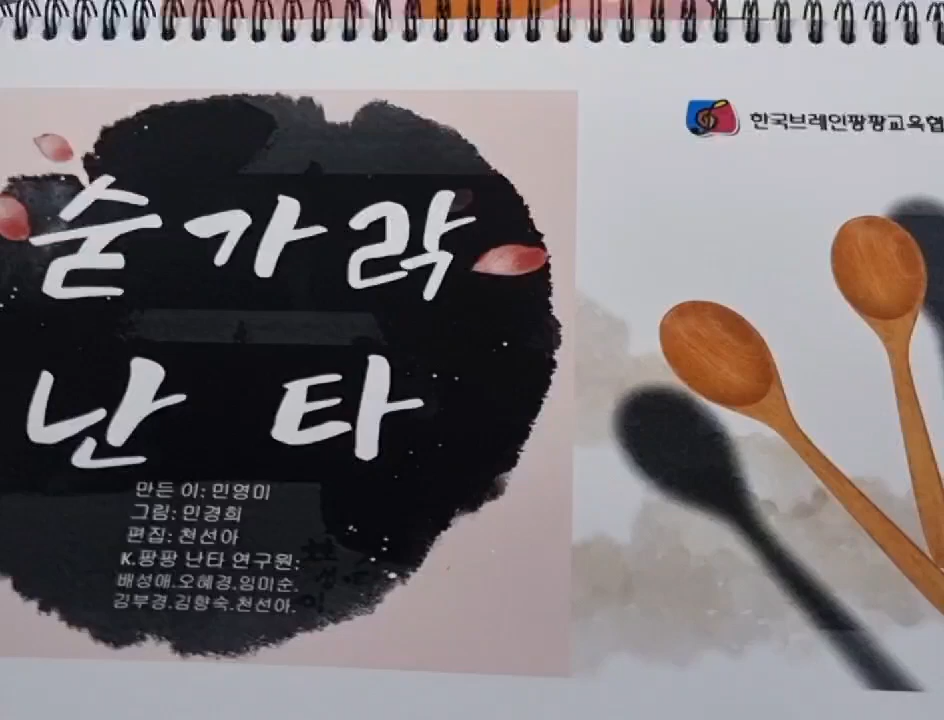 숟가락
난타
만든 이: 민영미
그림: 민경희
편집: 천선아
K.팡팡 난타 연구원:
배성애.오혜경.임미순.
김부경.김향숙.천선아.
한국브레인팡팡교육협